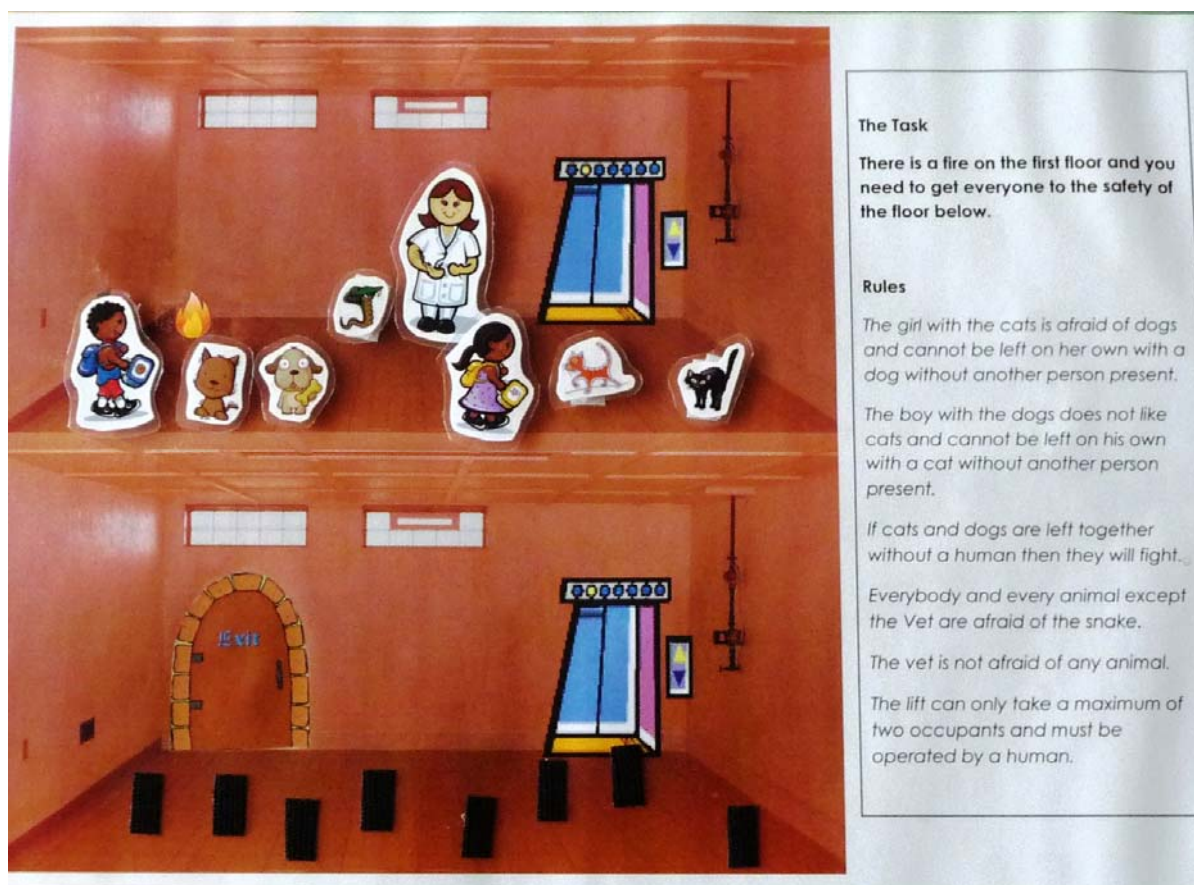 The Task
There is a fire on the first floor and you
need to get everyone to the safety of
the floor below.
Rules
The girl with the cats is afraid of dogs
and cannot be left on her own with a
dog without another person present.
The boy with the dogs does not like
cats and cannot be left on his own
with a cat without another person
present.
If cats and dogs are left together
without a human then they will fight.
Everybody and every animal except
the Vet are afraid of the snake.
The vet is not afraid of any animal.
The lift can only take a maximum of
two occupants and must be
operated by a human.
Exit